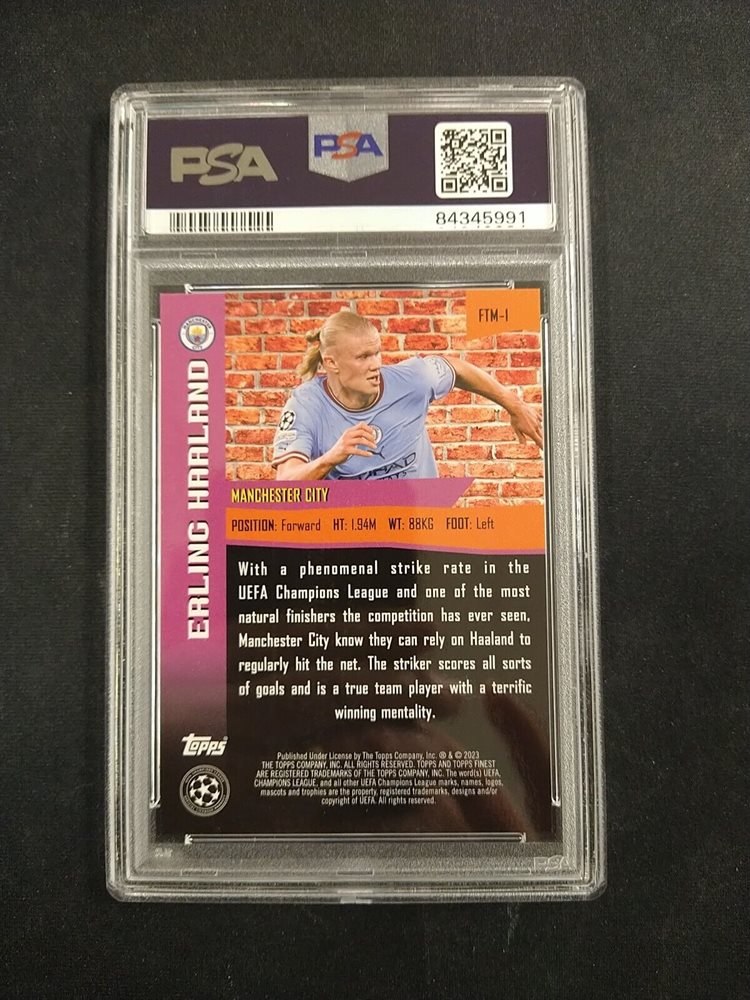 PSA
PSA
84345991
MANCHESTER
CITY
FTM-1
ERLING HAALAND
MANCHESTER CITY
POSITION: Forward HT: 1.94M WT: 88KG FOOT: Left
With a phenomenal strike rate in the
UEFA Champions League and one of the most
natural finishers the competition has ever seen,
Manchester City know they can rely on Haaland to
regularly hit the net. The striker scores all sorts
of goals and is a true team player with a terrific
winning mentality.
Topps
Published Under License by The Topps Company, Inc. ® & © 2023
THE TOPPS COMPANY, INC. ALL RIGHTS RESERVED. TOPPS AND TOPPS FINEST
ARE REGISTERED TRADEMARKS OF THE TOPPS COMPANY, INC. The word(s) UEFA,
CHAMPIONS LEAGUE, and all other UEFA Champions League marks, names, logos,
mascots and trophies are the property, registered trademarks, designs and/or
copyright of UEFA. All rights reserved.
PSA